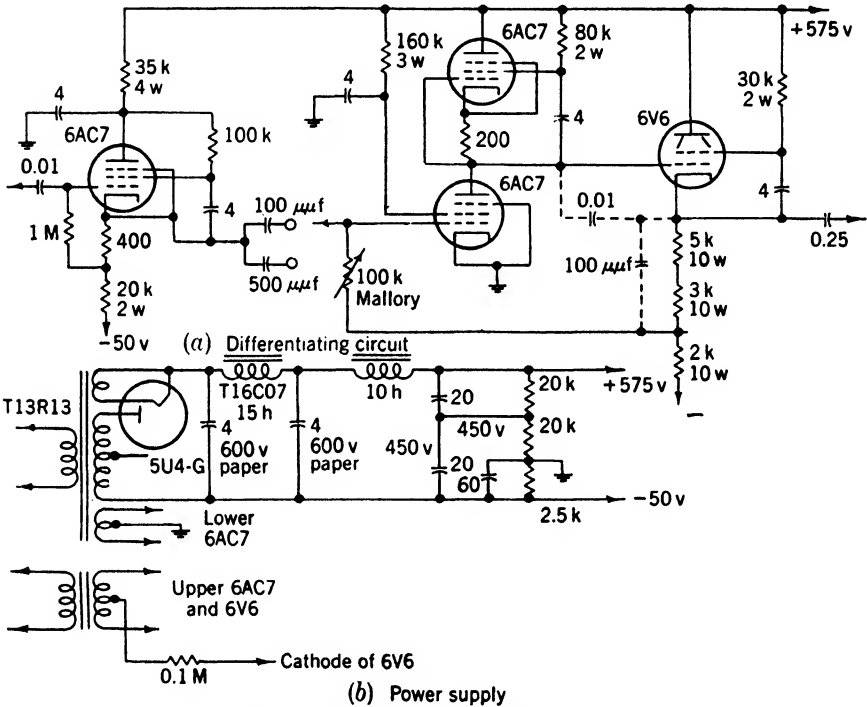 +575 v
35 k
4 w
4
6AC7
100 k
0.01
4
1 M
400
20 k
2 w
−50 v
100 μμf
500 μμf
160 k
3 w
4
6AC7
80 k
2 w
4
200
6AC7
100 k
Mallory
0.01
100 μμf
6V6
30 k
2 w
4
0.25
5 k
10 w
3 k
10 w
2 k
10 w
−
(a) Differentiating circuit
T13R13
5U4-G
4
600 v
paper
T16C07
15 h
4
600 v
paper
10 h
20
450 v
450 v
20
60
20 k
20 k
2.5 k
+575 v
−50 v
Lower
6AC7
Upper 6AC7
and 6V6
0.1 M
Cathode of 6V6
(b) Power supply